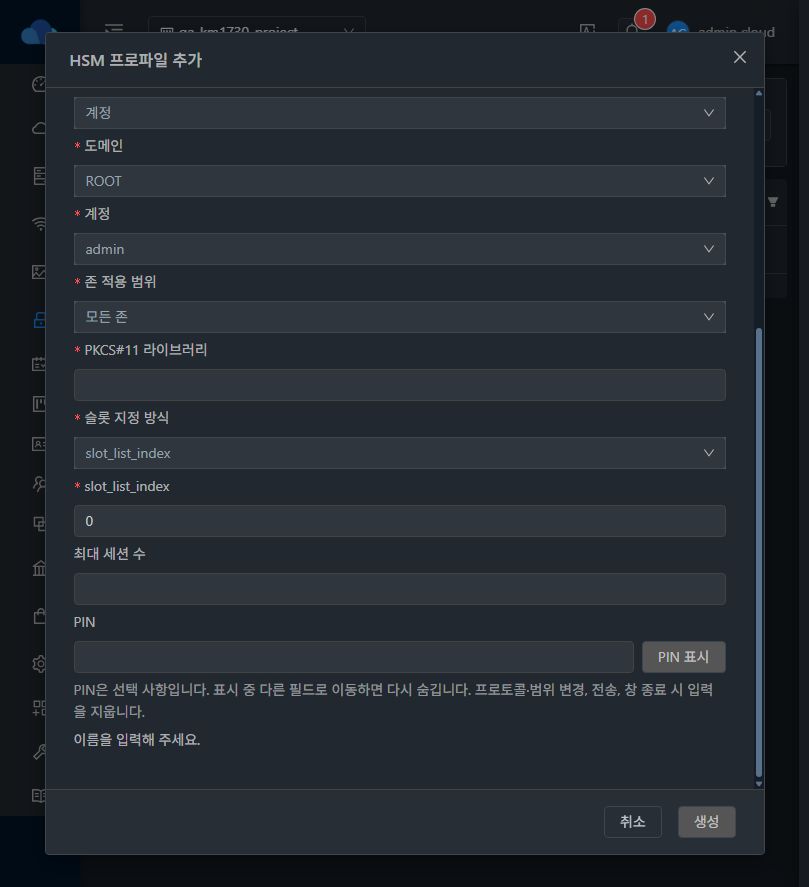 1
admin cloud
HSM 프로파일 추가
계정
* 도메인
ROOT
* 계정
admin
* 존 적용 범위
모든 존
* PKCS#11 라이브러리
* 슬롯 지정 방식
slot_list_index
* slot_list_index
0
최대 세션 수
PIN
PIN 표시
PIN은 선택 사항입니다. 표시 중 다른 필드로 이동하면 다시 숨깁니다. 프로토콜·범위 변경, 전송, 창 종료 시 입력
을 지웁니다.
이름을 입력해 주세요.
취소
생성